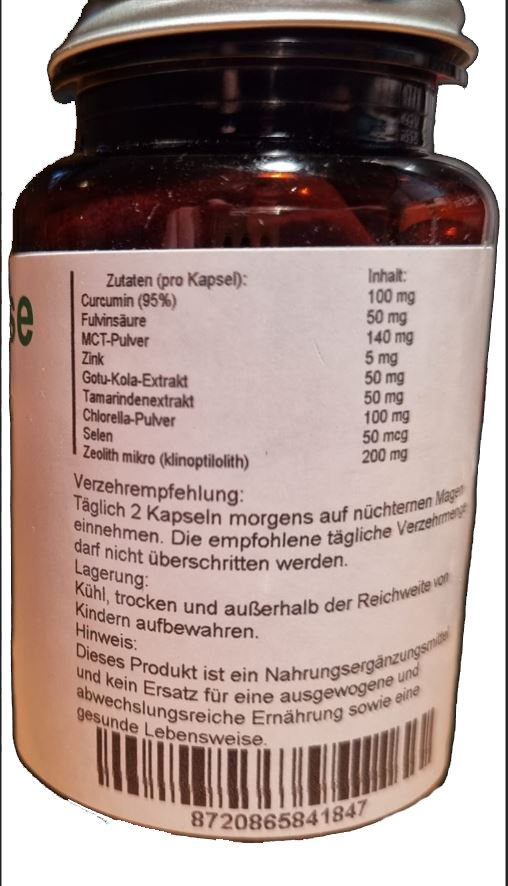 se
Zutaten (pro Kapsel): Inhalt:
Curcumin (95%) 100 mg
Fulvinsäure 50 mg
MCT-Pulver 140 mg
Zink 5 mg
Gotu-Kola-Extrakt 50 mg
Tamarindenextrakt 50 mg
Chlorella-Pulver 100 mg
Selen 50 mcg
Zeolith mikro (klinoptilolith) 200 mg
Verzehrempfehlung:
Täglich 2 Kapseln morgens auf nüchternen Magen
einnehmen. Die empfohlene tägliche Verzehrmenge
darf nicht überschritten werden.
Lagerung:
Kühl, trocken und außerhalb der Reichweite von
Kindern aufbewahren.
Hinweis:
Dieses Produkt ist ein Nahrungsergänzungsmittel
und kein Ersatz für eine ausgewogene und
abwechslungsreiche Ernährung sowie eine
gesunde Lebensweise.
8720865841847